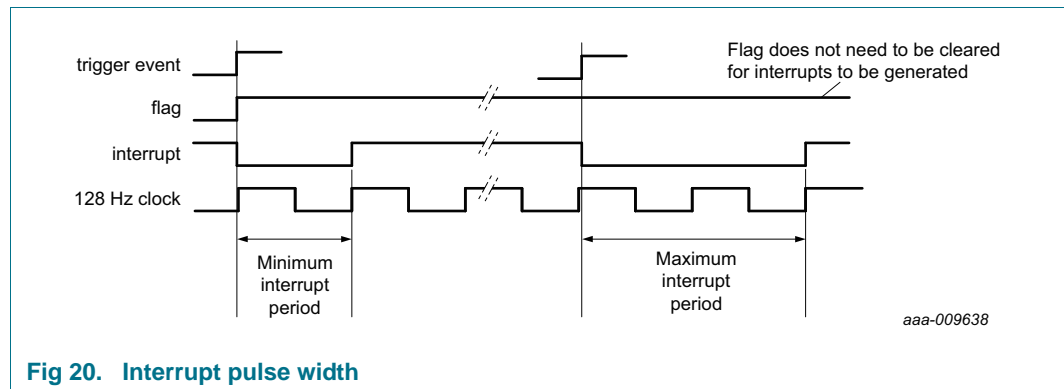 trigger event
Flag does not need to be cleared
for interrupts to be generated
flag
interrupt
128 Hz clock
Minimum
interrupt
period
Maximum
interrupt
period
aaa-009638
Fig 20. Interrupt pulse width